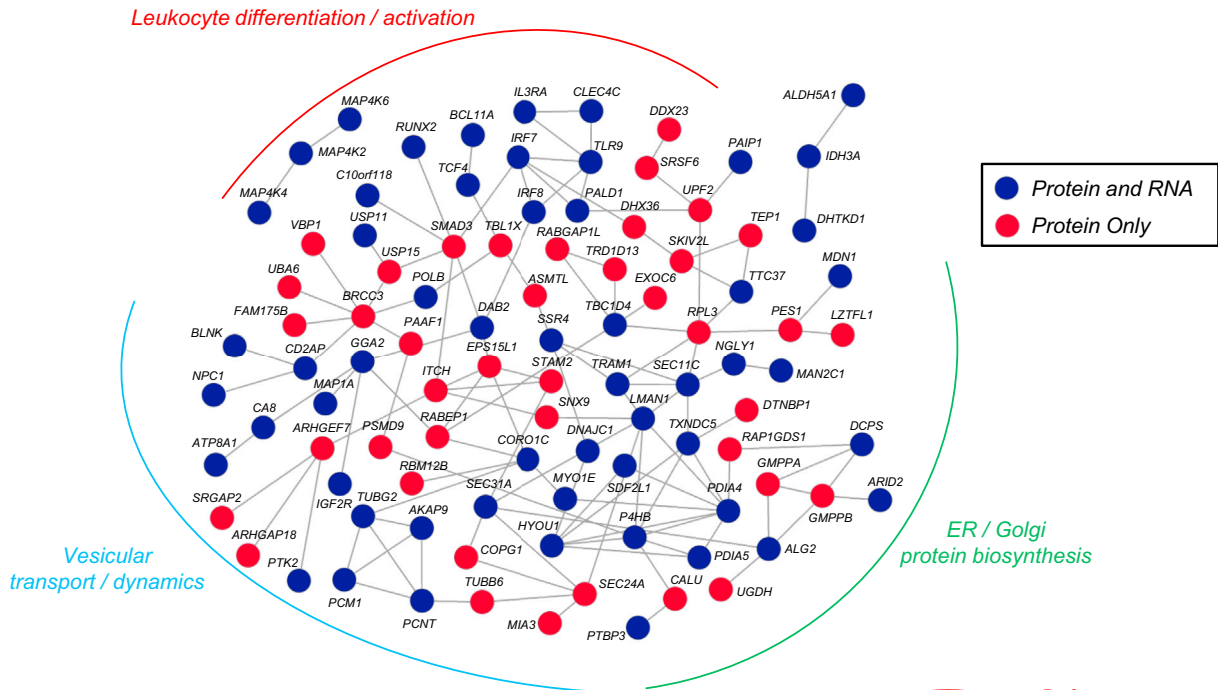 Leukocyte differentiation / activation
MAP4K6
MAP4K2
MAP4K4
RUNX2
BCL11A
IL3RA
CLEC4C
DDX23
ALDH5A1
C10orf118
TCF4
IRF7
TLR9
SRSF6
PAIP1
IDH3A
Protein and RNA
Protein Only
VBP1
USP11
SMAD3
TBL1X
IRF8
PALD1
DHX36
UPF2
TEP1
DHTKD1
UBA6
USP15
RABGAP1L
TRD1D13
SKIV2L
MDN1
FAM175B
BRCC3
POLB
ASMTL
EXOC6
TTC37
BLNK
PAAF1
DAB2
SSR4
TBC1D4
RPL3
PES1
LZTFL1
NPC1
CD2AP
GGA2
EPS15L1
STAM2
TRAM1
SEC11C
NGLY1
MAN2C1
CA8
MAP1A
ITCH
SNX9
LMAN1
DTNBP1
ATP8A1
ARHGEF7
PSMD9
RABEP1
CORO1C
DNAJC1
TXNDC5
RAP1GDS1
DCPS
SRGAP2
IGF2R
RBM12B
SEC31A
MYO1E
SDF2L1
PDIA4
GMPPA
ARID2
ARHGAP18
TUBG2
AKAP9
HYOU1
P4HB
GMPPB
Vesicular
transport / dynamics
PTK2
COPG1
PDIA5
ALG2
ER / Golgi
protein biosynthesis
PCM1
PCNT
TUBB6
SEC24A
CALU
UGDH
MIA3
PTBP3